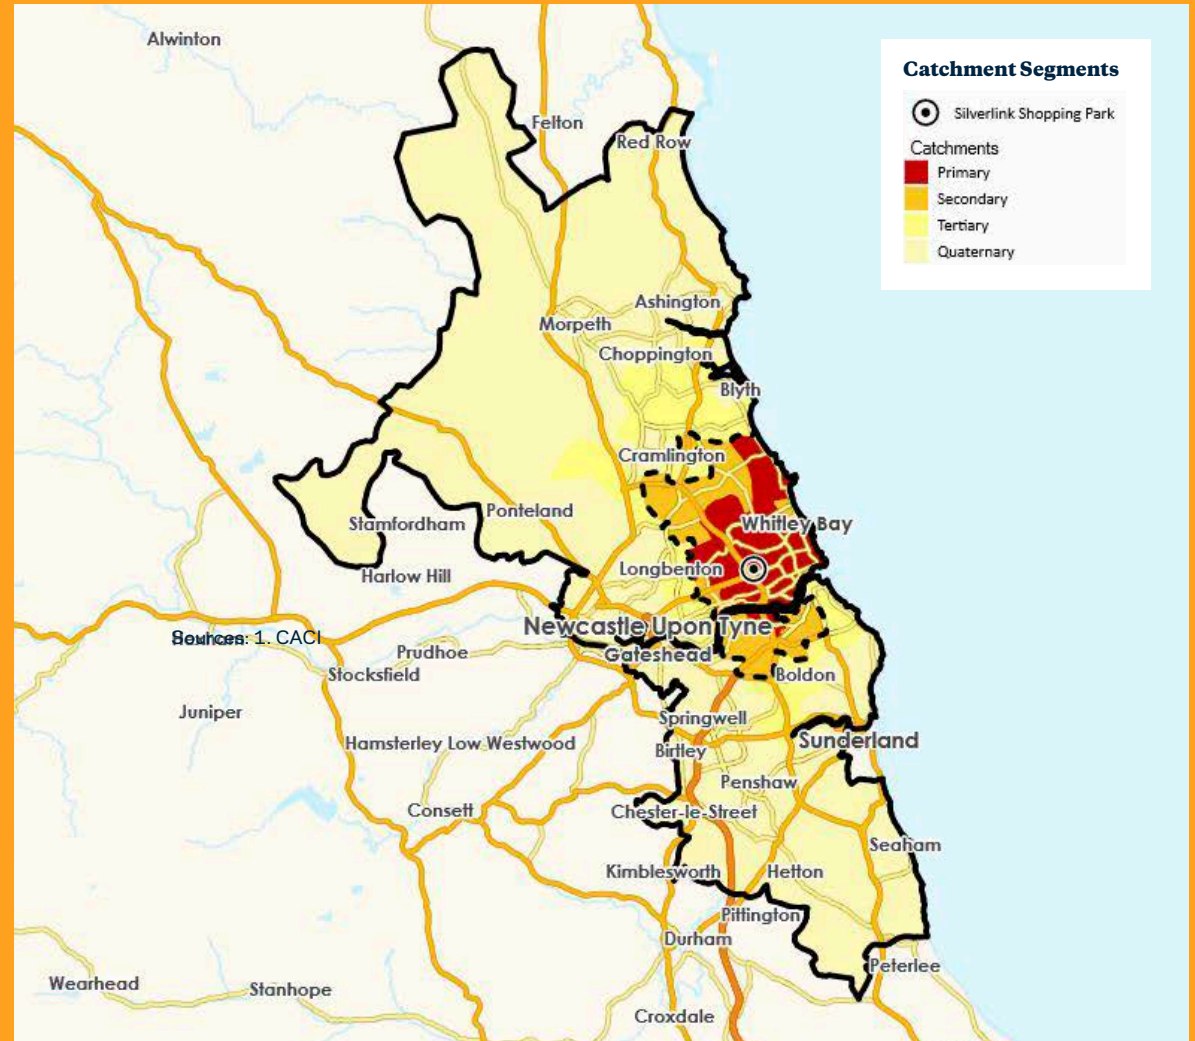 Alwinton
Catchment Segments
Silverlink Shopping Park
Catchments
Primary
Secondary
Tertiary
Quaternary
Felton
Red Row
Ashington
Morpeth
Choppington
Blyth
Cramlington
Ponteland
Stamfordham
Whitley Bay
Longbenton
Harlow Hill
Newcastle Upon Tyne
Sources: 1. CACI
Prudhoe
Gateshead
Stocksfield
Boldon
Juniper
Springwell
Hamsterley Low Westwood
Birtley
Sunderland
Penshaw
Consett
Chester-le-Street
Seaham
Kimblesworth
Hetton
Pittington
Durham
Peterlee
Wearhead
Stanhope
Croxdale